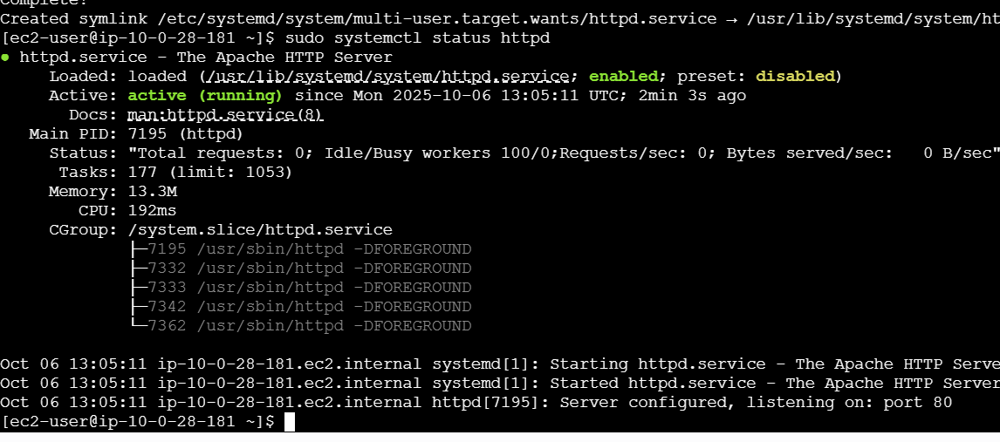 Complete!
Created symlink /etc/systemd/system/multi-user.target.wants/httpd.service → /usr/lib/systemd/system/ht
[ec2-user@ip-10-0-28-181 ~]$ sudo systemctl status httpd
● httpd.service - The Apache HTTP Server
Loaded: loaded (/usr/lib/systemd/system/httpd.service; enabled; preset: disabled)
Active: active (running) since Mon 2025-10-06 13:05:11 UTC; 2min 3s ago
Docs: man:httpd.service(8)
Main PID: 7195 (httpd)
Status: "Total requests: 0; Idle/Busy workers 100/0;Requests/sec: 0; Bytes served/sec:   0 B/sec"
Tasks: 177 (limit: 1053)
Memory: 13.3M
CPU: 192ms
CGroup: /system.slice/httpd.service
├─7195 /usr/sbin/httpd -DFOREGROUND
├─7332 /usr/sbin/httpd -DFOREGROUND
├─7333 /usr/sbin/httpd -DFOREGROUND
├─7342 /usr/sbin/httpd -DFOREGROUND
└─7362 /usr/sbin/httpd -DFOREGROUND
Oct 06 13:05:11 ip-10-0-28-181.ec2.internal systemd[1]: Starting httpd.service - The Apache HTTP Serve
Oct 06 13:05:11 ip-10-0-28-181.ec2.internal systemd[1]: Started httpd.service - The Apache HTTP Server
Oct 06 13:05:11 ip-10-0-28-181.ec2.internal httpd[7195]: Server configured, listening on: port 80
[ec2-user@ip-10-0-28-181 ~]$